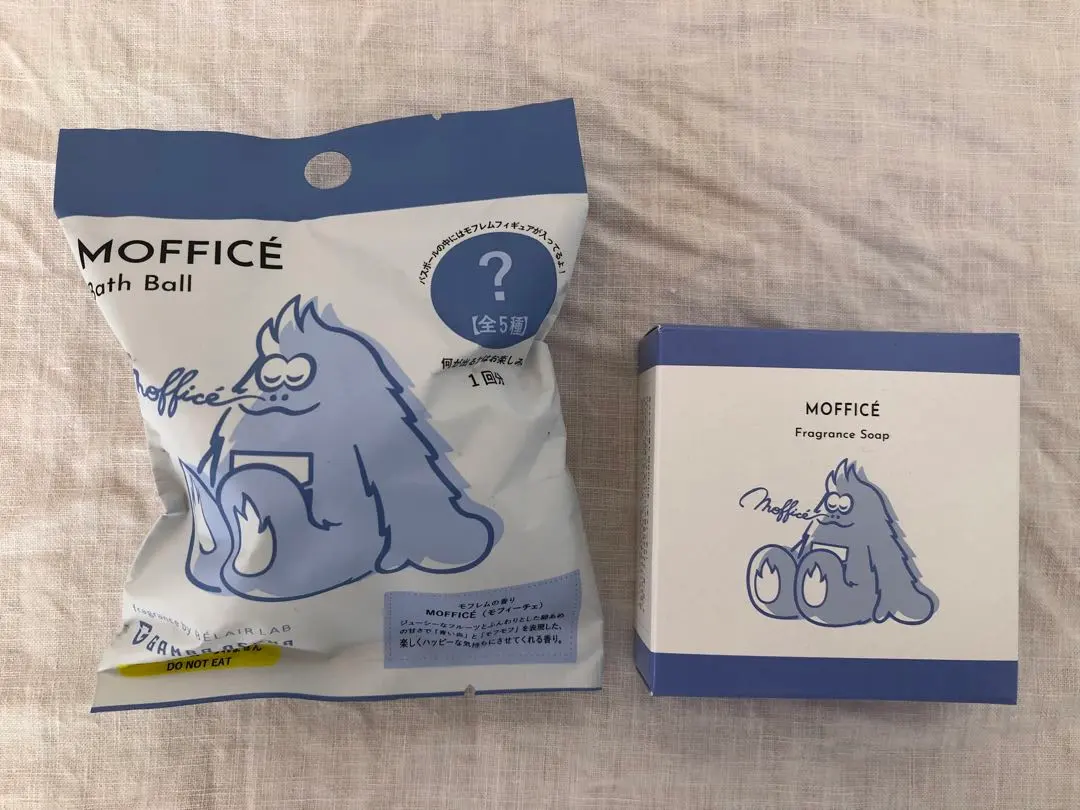 MOFFICÉ
Bath Ball
バスボールの中にはモフレムフィギュアが入ってるよ！
?
【全5種】
何が出るかはお楽しみ
1回分
Mofficé
モフレムの香り
MOFFICÉ（モフィーチェ）
ジューシーなフルーツとふんわりとした綿あめ
の甘さで「青い血」と「モフモフ」を表現した、
楽しくハッピーな気持ちにさせてくれる香り。
fragrance by BÉLAIR LAB
DO NOT EAT
MOFFICÉ
Fragrance Soap
Mofficé